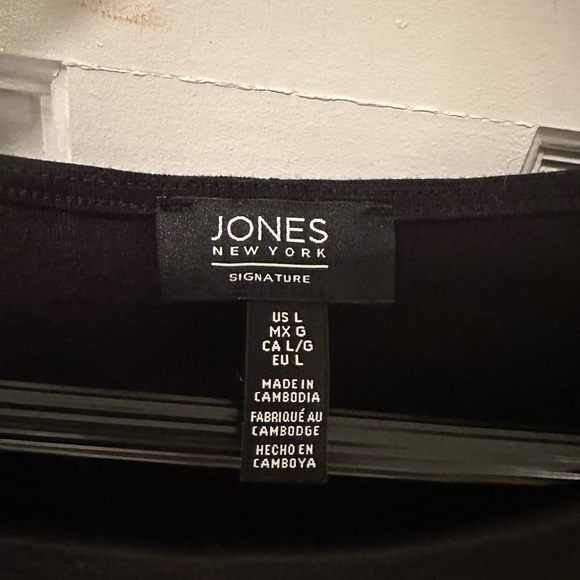 JONES
NEW YORK
SIGNATURE
US L
MX G
CA L/G
EU L
MADE IN
CAMBODIA
FABRIQUÉ AU
CAMBODGE
HECHO EN
CAMBOYA